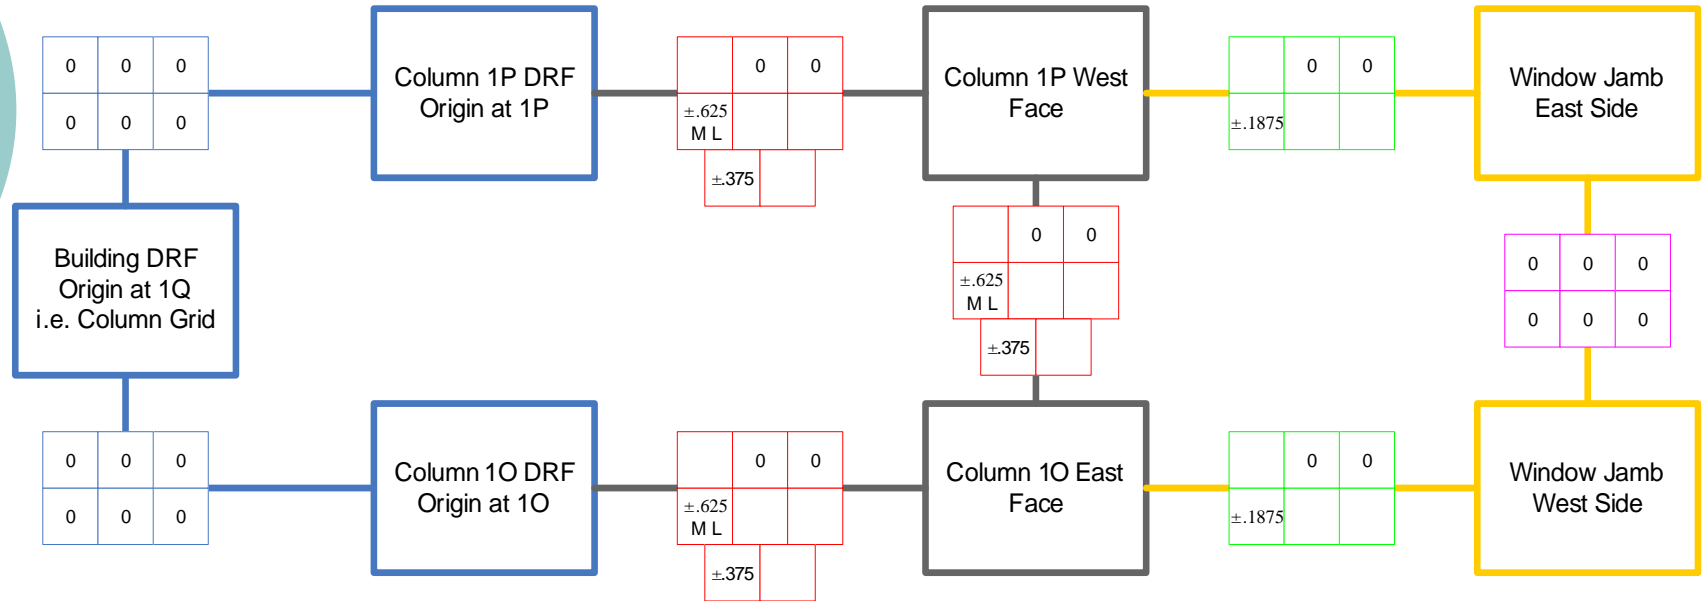 0 0 0
0 0 0
Column 1P DRF
Origin at 1P
0 0
±.625
M L
±.375
Column 1P West
Face
0 0
±.1875
Window Jamb
East Side
Building DRF
Origin at 1Q
i.e. Column Grid
0 0
±.625
M L
±.375
0 0 0
0 0 0
0 0 0
0 0 0
Column 1O DRF
Origin at 1O
0 0
±.625
M L
±.375
Column 1O East
Face
0 0
±.1875
Window Jamb
West Side